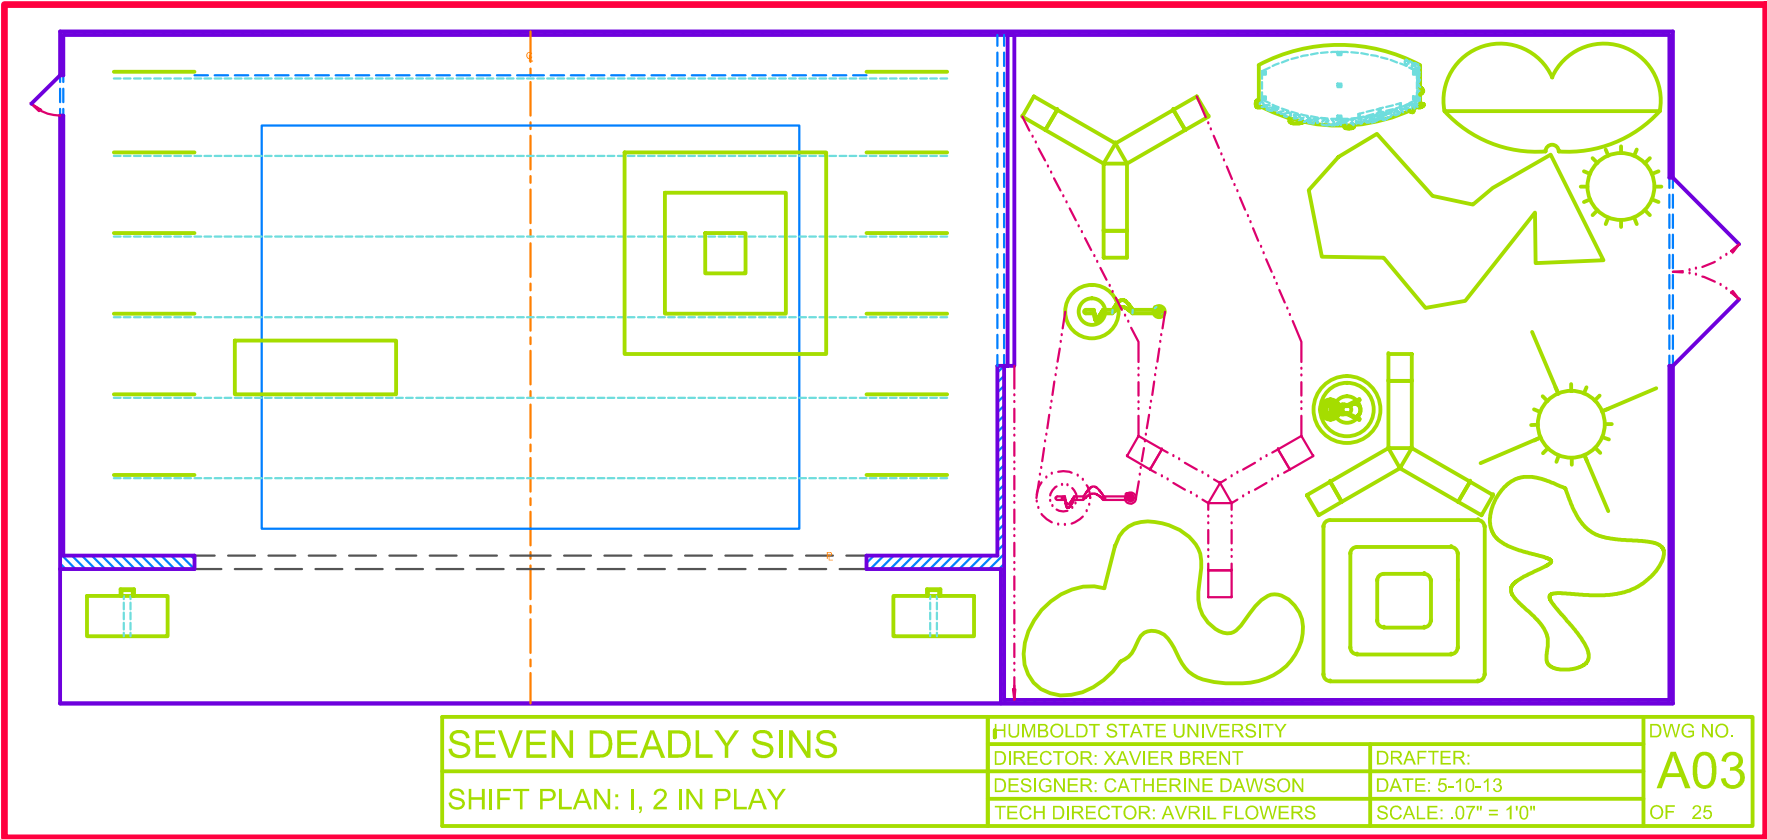 SEVEN DEADLY SINS
SHIFT PLAN: I, 2 IN PLAY
HUMBOLDT STATE UNIVERSITY
DIRECTOR: XAVIER BRENT
DRAFTER:
DESIGNER: CATHERINE DAWSON
DATE: 5-10-13
TECH DIRECTOR: AVRIL FLOWERS
SCALE: .07" = 1'0"
DWG NO.
A03
OF 25